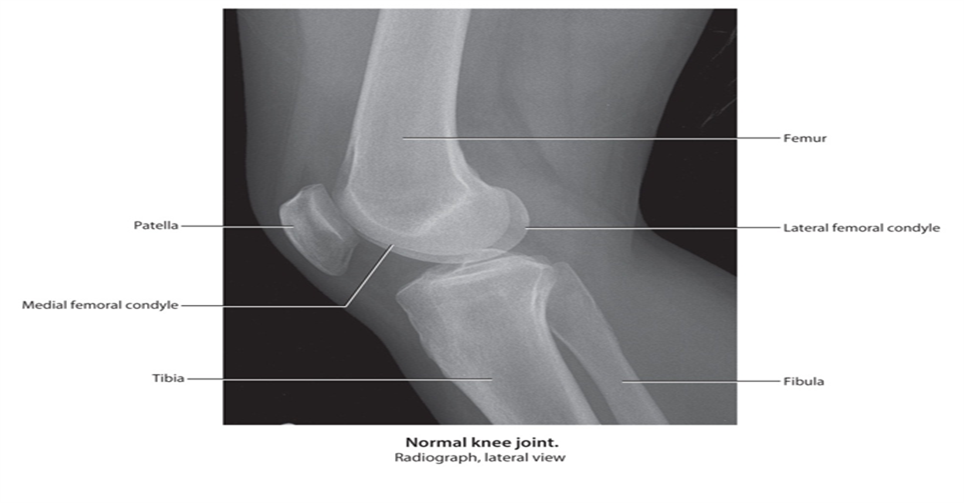 Femur
Patella
Lateral femoral condyle
Medial femoral condyle
Tibia
Fibula
Normal knee joint.
Radiograph, lateral view